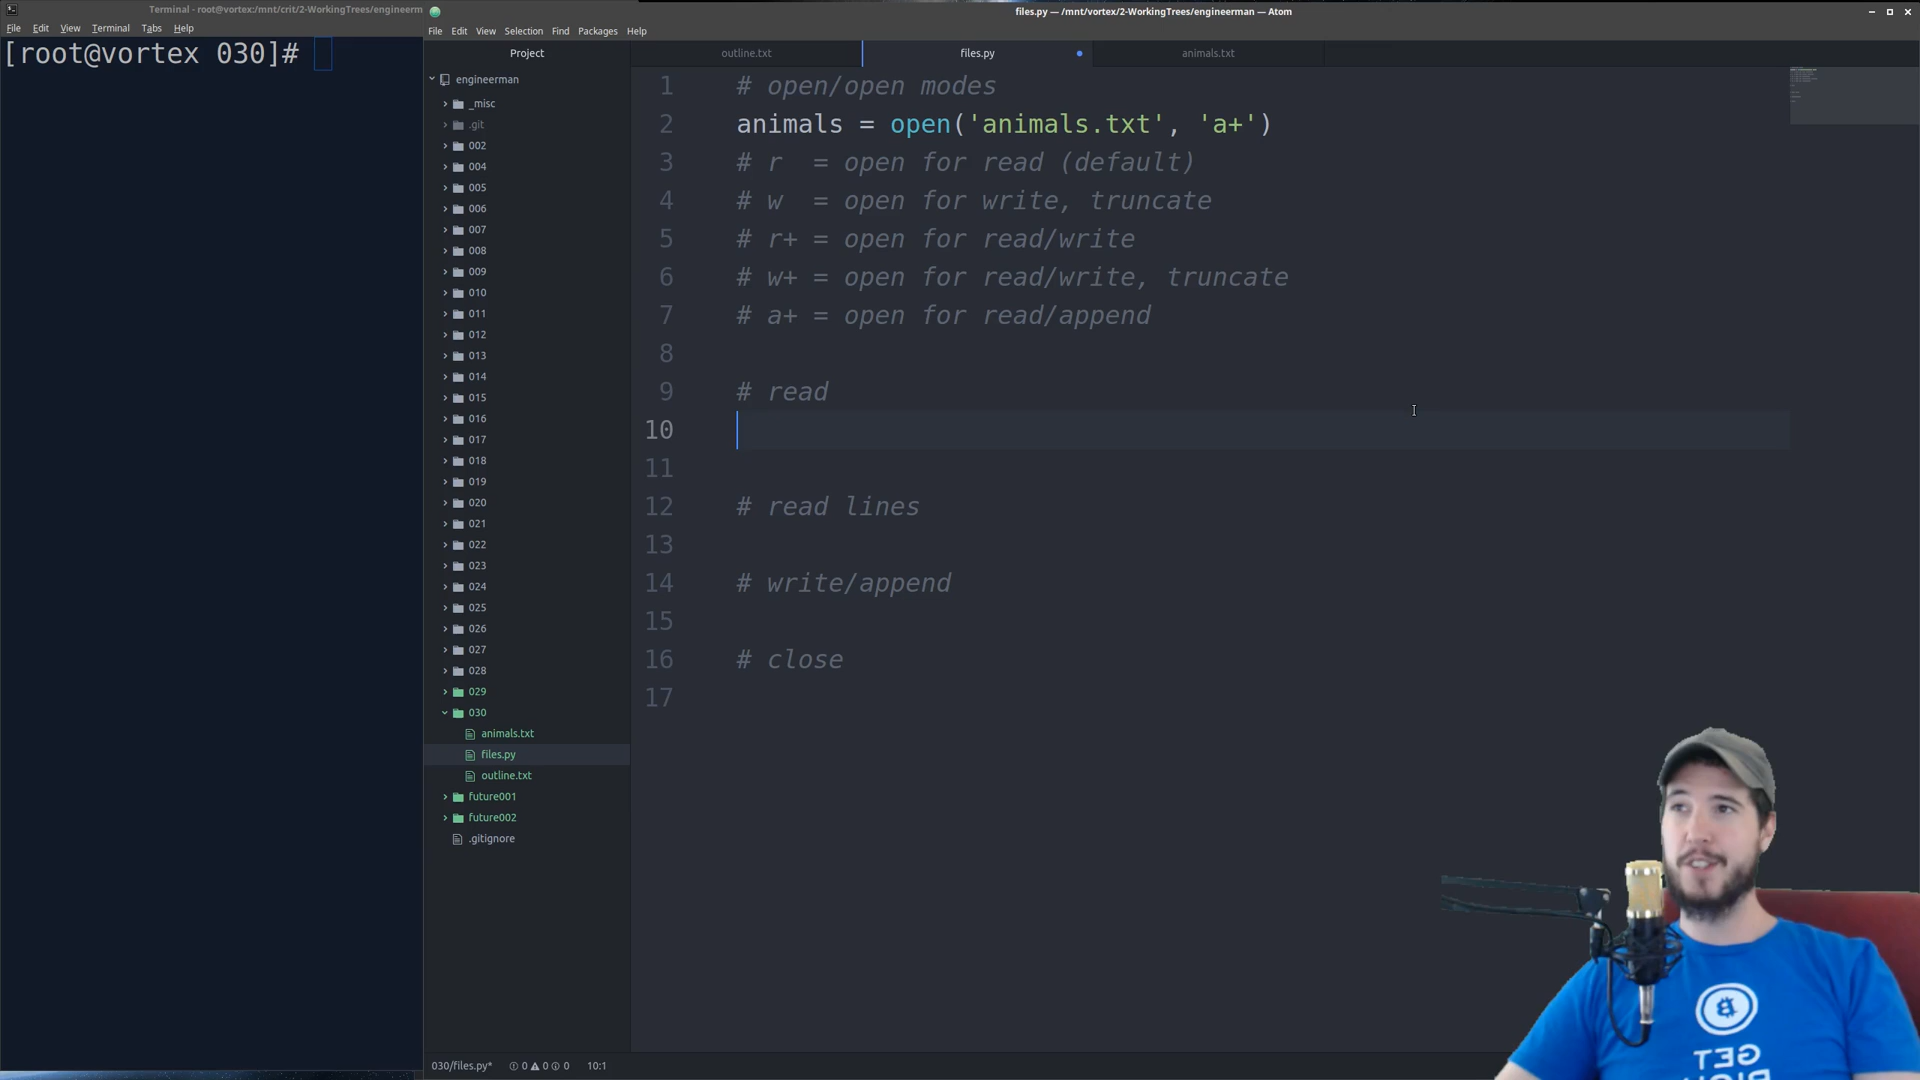 Terminal - root@vortex:/mnt/crit/2-WorkingTrees/engineerm
File Edit View Terminal Tabs Help
[root@vortex 030]#
files.py — /mnt/vortex/2-WorkingTrees/engineerman — Atom
File Edit View Selection Find Packages Help
Project
engineerman
_misc
.git
002
004
005
006
007
008
009
010
011
012
013
014
015
016
017
018
019
020
021
022
023
024
025
026
027
028
029
030
animals.txt
files.py
outline.txt
future001
future002
.gitignore
outline.txt files.py animals.txt
1 # open/open modes
2 animals = open('animals.txt', 'a+')
3 # r  = open for read (default)
4 # w  = open for write, truncate
5 # r+ = open for read/write
6 # w+ = open for read/write, truncate
7 # a+ = open for read/append
8
9 # read
10
11
12 # read lines
13
14 # write/append
15
16 # close
17
030/files.py* 0 0 0 10:1
GET